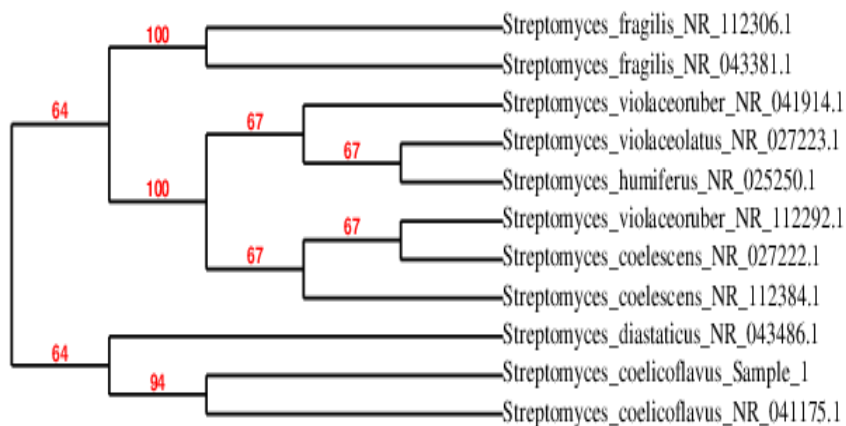 100
Streptomyces_fragilis_NR_112306.1
Streptomyces_fragilis_NR_043381.1
64
67
Streptomyces_violaceoruber_NR_041914.1
67
Streptomyces_violaceolatus_NR_027223.1
Streptomyces_humiferus_NR_025250.1
100
67
Streptomyces_violaceoruber_NR_112292.1
67
Streptomyces_coelescens_NR_027222.1
Streptomyces_coelescens_NR_112384.1
Streptomyces_diastaticus_NR_043486.1
64
Streptomyces_coelicoflavus_Sample_1
94
Streptomyces_coelicoflavus_NR_041175.1